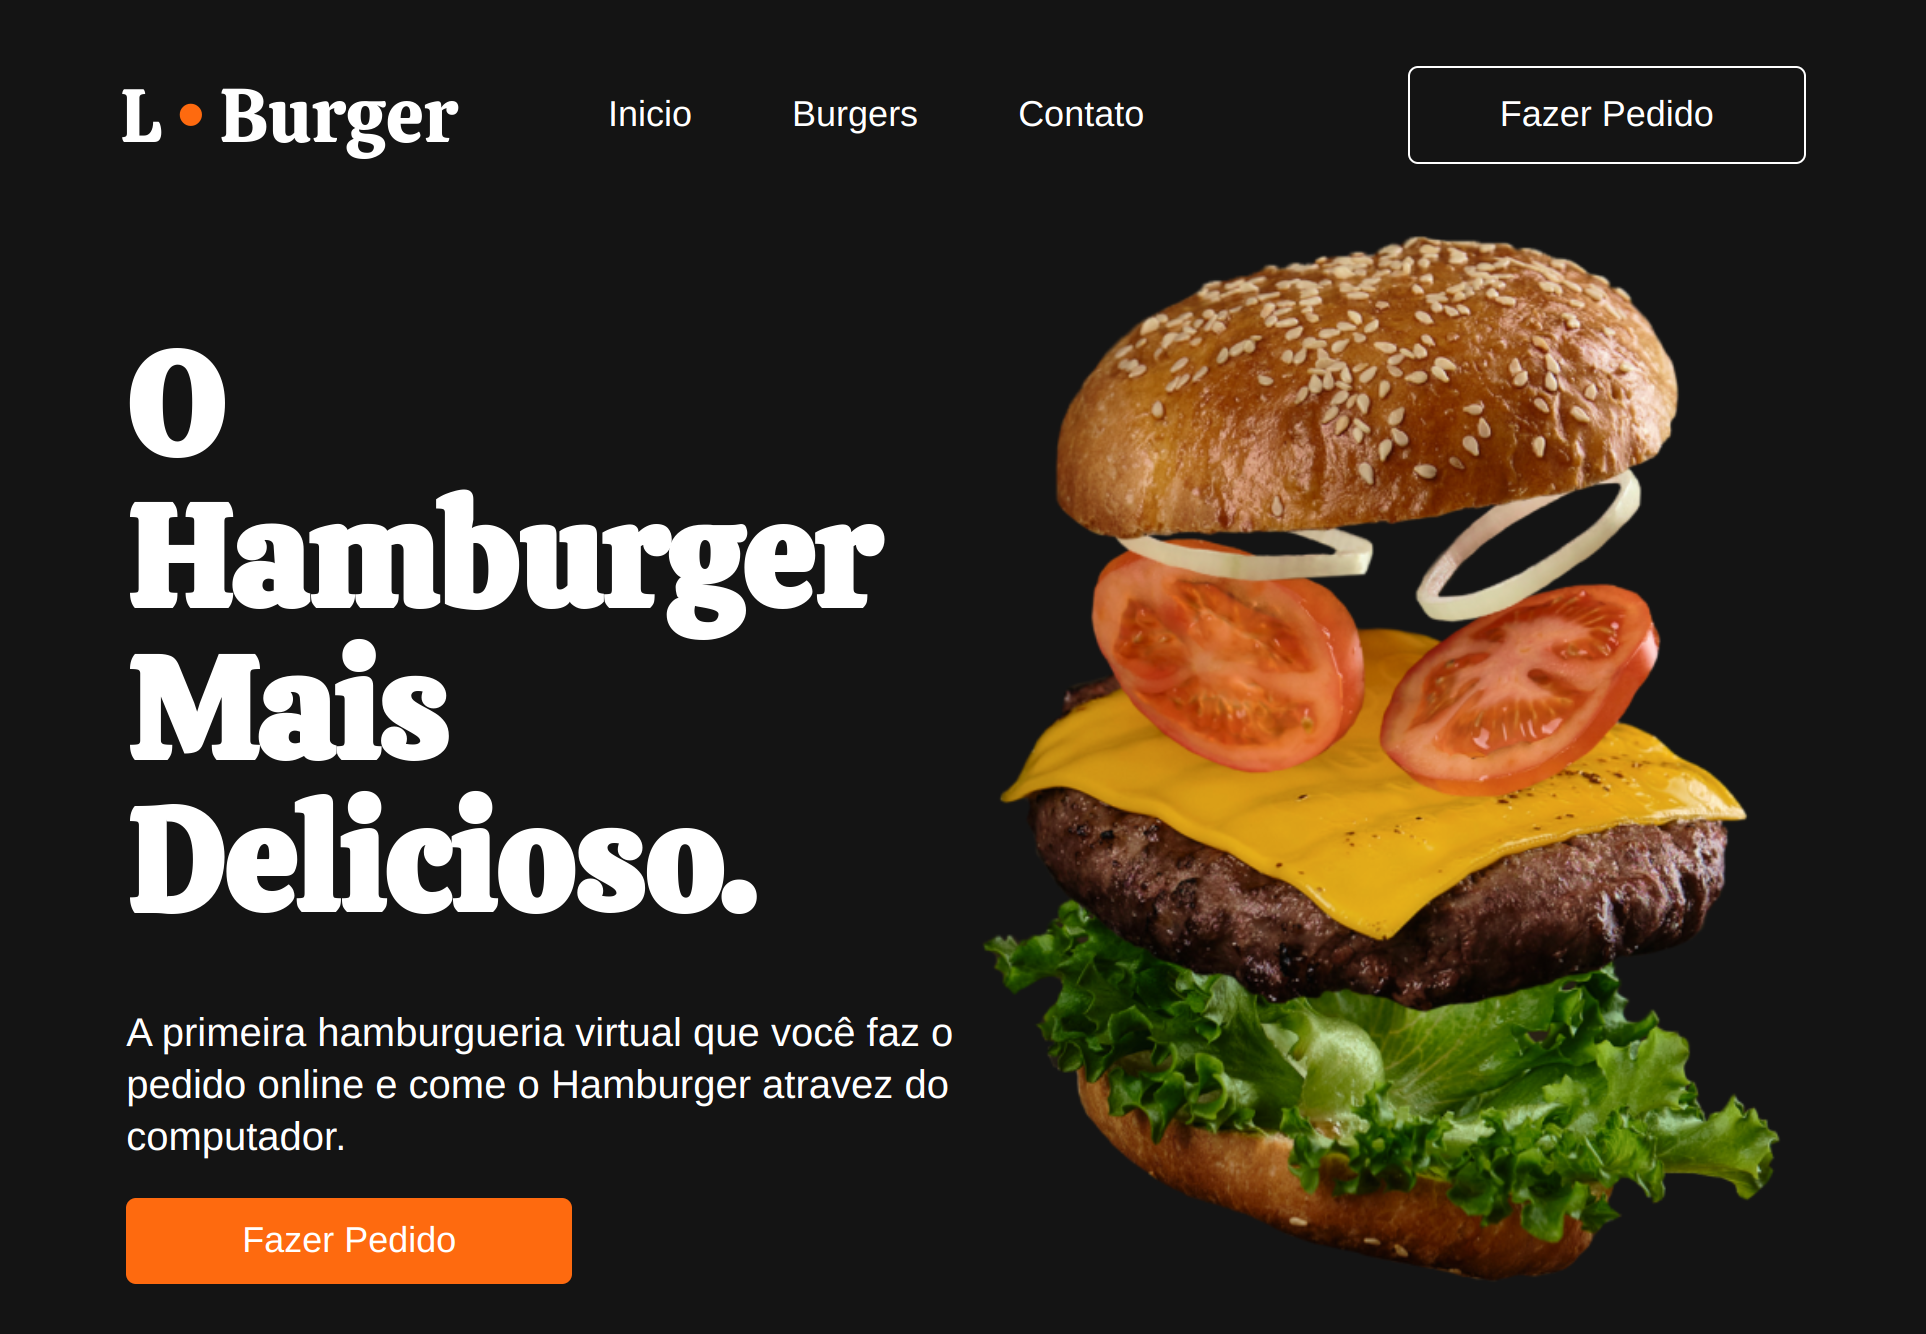 L • Burger
Inicio
Burgers
Contato
Fazer Pedido
O
Hamburger
Mais
Delicioso.
A primeira hamburgueria virtual que você faz o
pedido online e come o Hamburger atravez do
computador.
Fazer Pedido